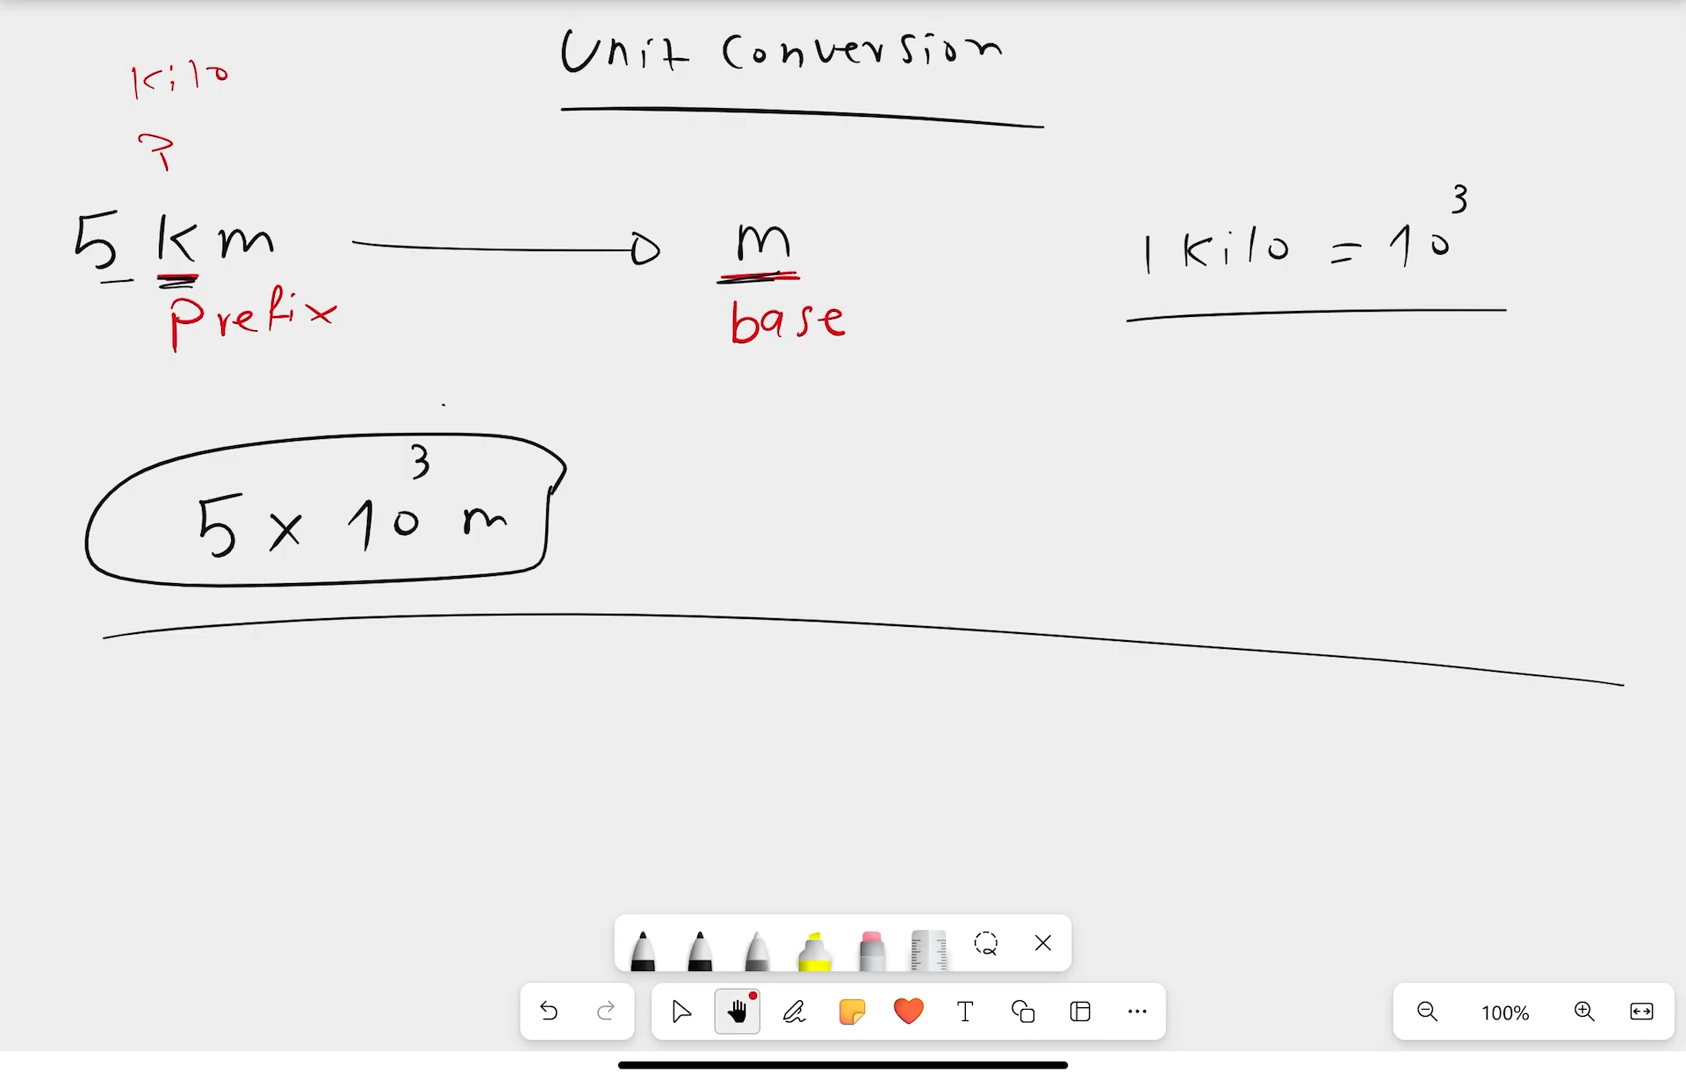 Unit Conversion
Kilo
?
5 km → m
Prefix
base
1 Kilo = 10³
5 x 10³ m
T
100%